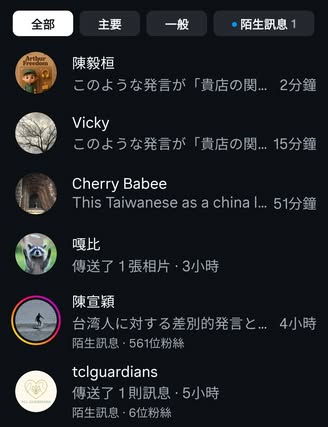 全部
主要
一般
陌生訊息 1
Arthur
Freedom
陳毅桓
このような発言が「貴店の関... 2分鐘
Vicky
このような発言が「貴店の関... 15分鐘
Cherry Babee
This Taiwanese as a china l... 51分鐘
嘎比
傳送了 1 張相片 · 3小時
陳宣穎
台湾人に対する差別的発言と... 4小時
陌生訊息 · 561位粉絲
tclguardians
傳送了 1 則訊息 · 5小時
陌生訊息 · 6位粉絲